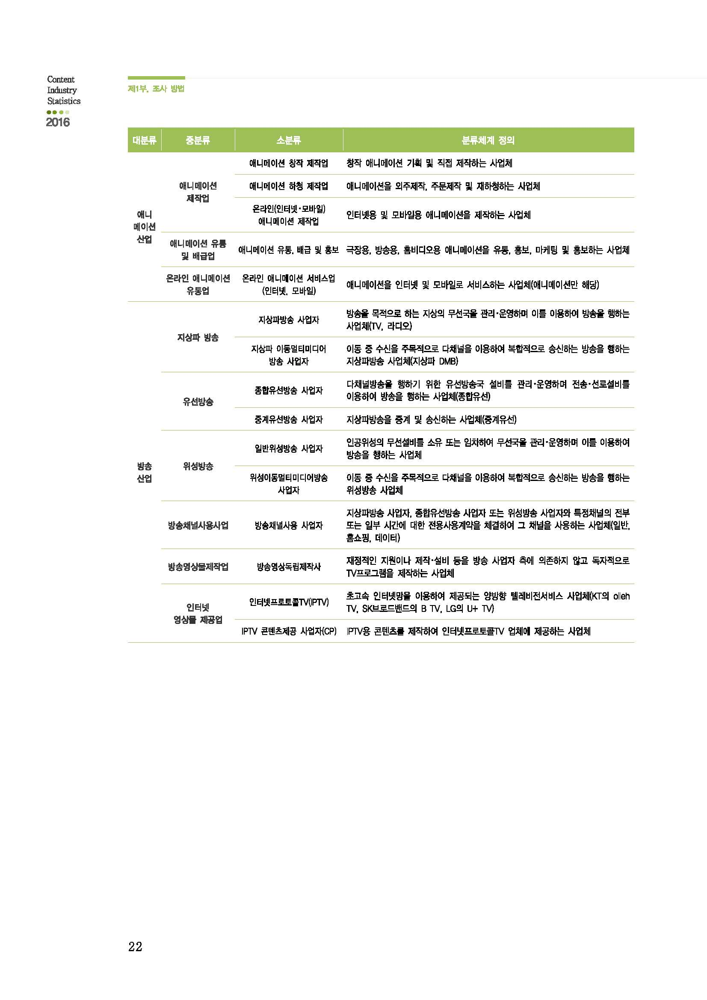 Content
Industry
Statistics
2016
제1부. 조사 방법
대분류 중분류 소분류 분류체계 정의
애니
메이션
산업
애니메이션
제작업
애니메이션 창작 제작업
창작 애니메이션 기획 및 직접 제작하는 사업체
애니메이션 하청 제작업
애니메이션을 외주제작, 주문제작 및 재하청하는 사업체
온라인(인터넷·모바일)
애니메이션 제작업
인터넷용 및 모바일용 애니메이션을 제작하는 사업체
애니메이션 유통
및 배급업
애니메이션 유통, 배급 및 홍보
극장용, 방송용, 홈비디오용 애니메이션을 유통, 홍보, 마케팅 및 홍보하는 사업체
온라인 애니메이션
유통업
온라인 애니메이션 서비스업
(인터넷, 모바일)
애니메이션을 인터넷 및 모바일로 서비스하는 사업체(애니메이션만 해당)
방송
산업
지상파 방송
지상파방송 사업자
방송을 목적으로 하는 지상의 무선국을 관리·운영하며 이를 이용하여 방송을 행하는
사업체(TV, 라디오)
지상파 이동멀티미디어
방송 사업자
이동 중 수신을 주목적으로 다채널을 이용하여 복합적으로 송신하는 방송을 행하는
지상파방송 사업체(지상파 DMB)
유선방송
종합유선방송 사업자
다채널방송을 행하기 위한 유선방송국 설비를 관리·운영하며 전송·선로설비를
이용하여 방송을 행하는 사업체(종합유선)
중계유선방송 사업자
지상파방송을 중계 및 송신하는 사업체(중계유선)
위성방송
일반위성방송 사업자
인공위성의 무선설비를 소유 또는 임차하여 무선국을 관리·운영하며 이를 이용하여
방송을 행하는 사업체
위성이동멀티미디어방송
사업자
이동 중 수신을 주목적으로 다채널을 이용하여 복합적으로 송신하는 방송을 행하는
위성방송 사업체
방송채널사용사업
방송채널사용 사업자
지상파방송 사업자, 종합유선방송 사업자 또는 위성방송 사업자와 특정채널의 전부
또는 일부 시간에 대한 전용사용계약을 체결하여 그 채널을 사용하는 사업체(일반,
홈쇼핑, 데이터)
방송영상물제작업
방송영상독립제작사
재정적인 지원이나 제작·설비 등을 방송 사업자 측에 의존하지 않고 독자적으로
TV프로그램을 제작하는 사업체
인터넷
영상물 제공업
인터넷프로토콜TV(IPTV)
초고속 인터넷망을 이용하여 제공되는 양방향 텔레비전서비스 사업체(KT의 olleh
TV, SK브로드밴드의 B TV, LG의 U+ TV)
IPTV 콘텐츠제공 사업자(CP)
IPTV용 콘텐츠를 제작하여 인터넷프로토콜TV 업체에 제공하는 사업체
22